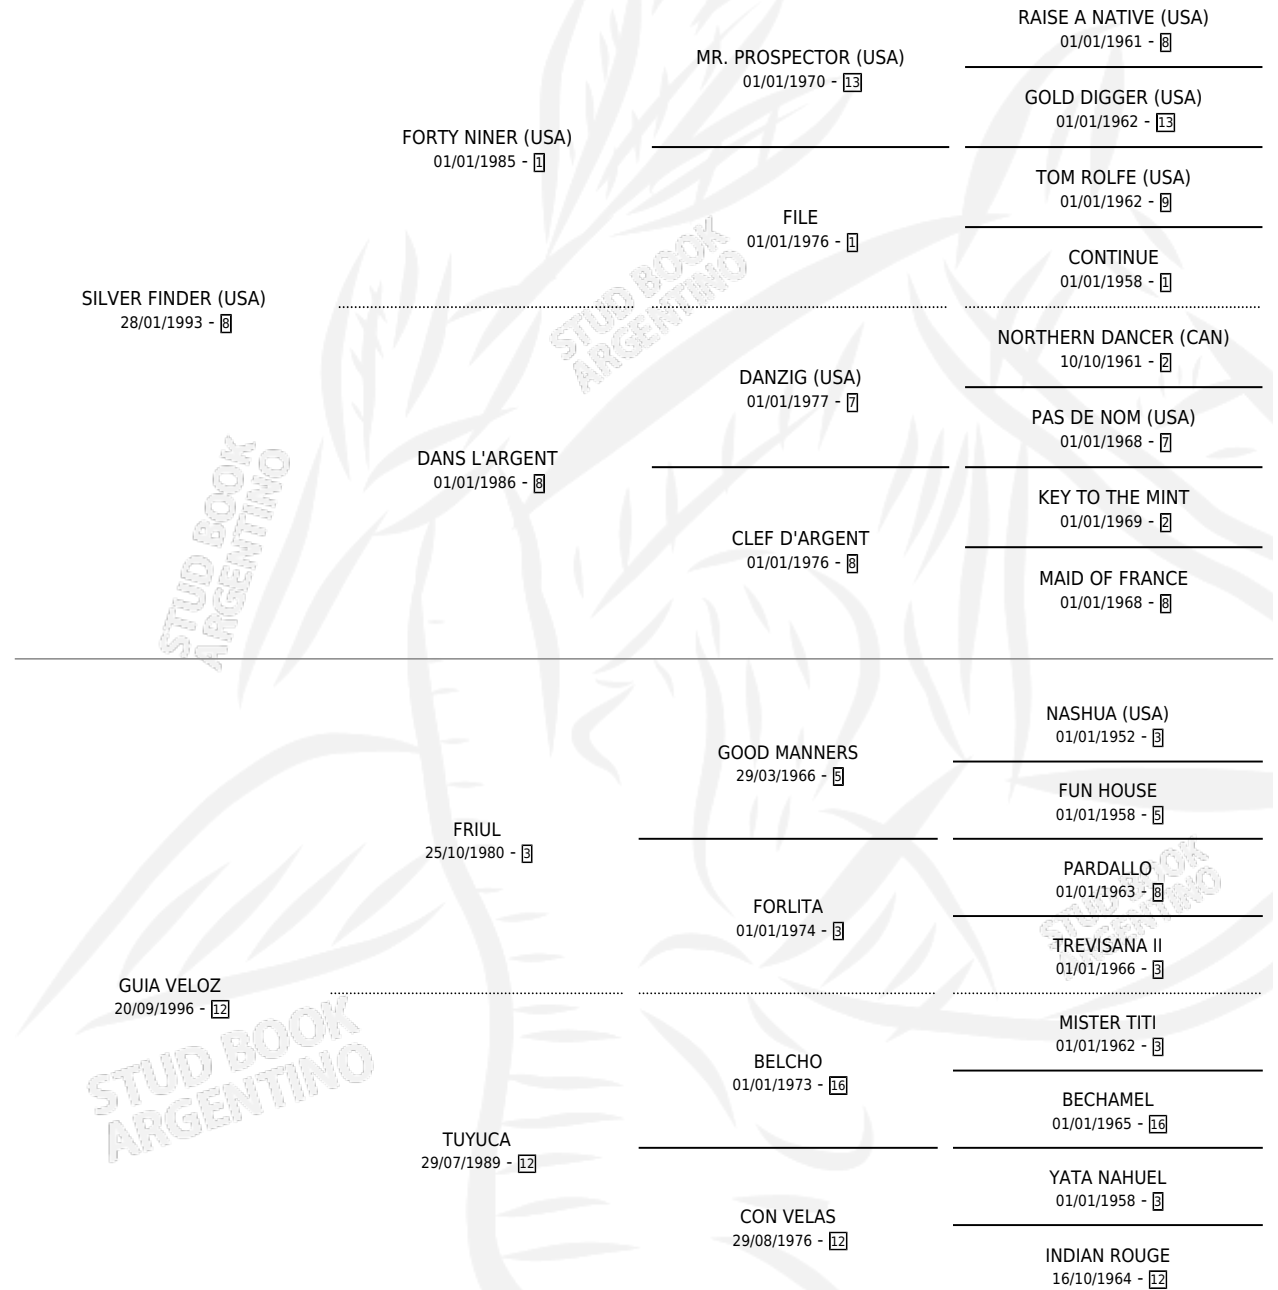 RAISE A NATIVE (USA)
01/01/1961 - 8
MR. PROSPECTOR (USA)
01/01/1970 - 13
GOLD DIGGER (USA)
01/01/1962 - 13
FORTY NINER (USA)
01/01/1985 - 1
TOM ROLFE (USA)
01/01/1962 - 9
FILE
01/01/1976 - 1
CONTINUE
01/01/1958 - 1
SILVER FINDER (USA)
28/01/1993 - 8
NORTHERN DANCER (CAN)
10/10/1961 - 2
DANZIG (USA)
01/01/1977 - 7
PAS DE NOM (USA)
01/01/1968 - 7
DANS L'ARGENT
01/01/1986 - 8
KEY TO THE MINT
01/01/1969 - 2
CLEF D'ARGENT
01/01/1976 - 8
MAID OF FRANCE
01/01/1968 - 8
NASHUA (USA)
01/01/1952 - 3
GOOD MANNERS
29/03/1966 - 5
FUN HOUSE
01/01/1958 - 5
FRIUL
25/10/1980 - 3
PARDALLO
01/01/1963 - 8
FORLITA
01/01/1974 - 3
TREVISANA II
01/01/1966 - 3
GUIA VELOZ
20/09/1996 - 12
MISTER TITI
01/01/1962 - 3
BELCHO
01/01/1973 - 16
BECHAMEL
01/01/1965 - 16
TUYUCA
29/07/1989 - 12
YATA NAHUEL
01/01/1958 - 3
CON VELAS
29/08/1976 - 12
INDIAN ROUGE
16/10/1964 - 12
STUD BOOK
ARGENTINO
STUD BOOK
ARGENTINO
STUD BOOK
ARGENTINO
STUD BOOK
ARGENTINO